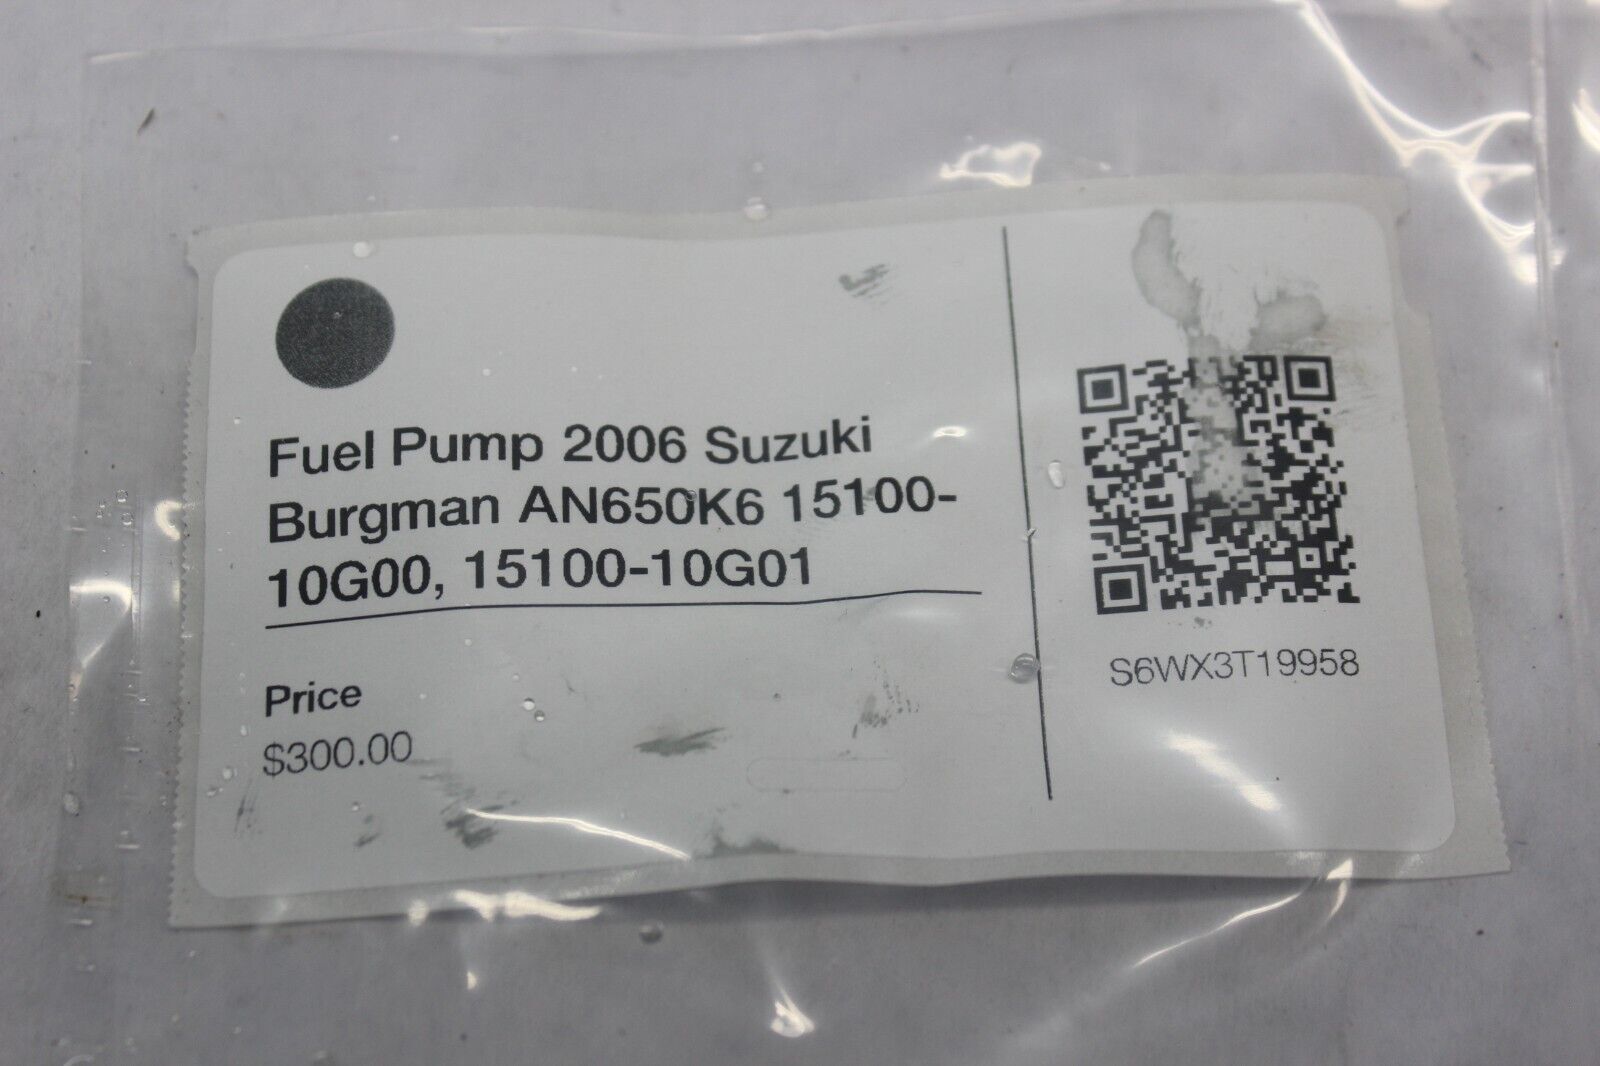 Fuel Pump 2006 Suzuki
Burgman AN650K6 15100-
10G00, 15100-10G01
Price
$300.00
S6WX3T19958